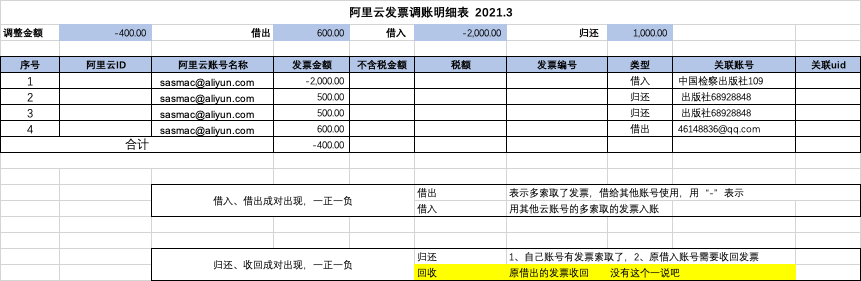 阿里云发票调账明细表 2021.3
调整金额 -400.00 借出 600.00 借入 -2,000.00 归还 1,000.00
序号 阿里云ID 阿里云账号名称 发票金额 不含税金额 税额 发票编号 类型 关联账号 关联uid
1 sasmac@aliyun.com -2,000.00 借入 中国检察出版社109
2 sasmac@aliyun.com 500.00 归还 出版社68928848
3 sasmac@aliyun.com 500.00 归还 出版社68928848
4 sasmac@aliyun.com 600.00 借出 46148836@qq.com
合计 -400.00
借入、借出成对出现，一正一负
借出 表示多索取了发票，借给其他账号使用，用“-”表示
借入 用其他云账号的多索取的发票入账
归还、收回成对出现，一正一负
归还 1、自己账号有发票索取了，2、原借入账号需要收回发票
回收 原借出的发票收回 没有这个一说吧